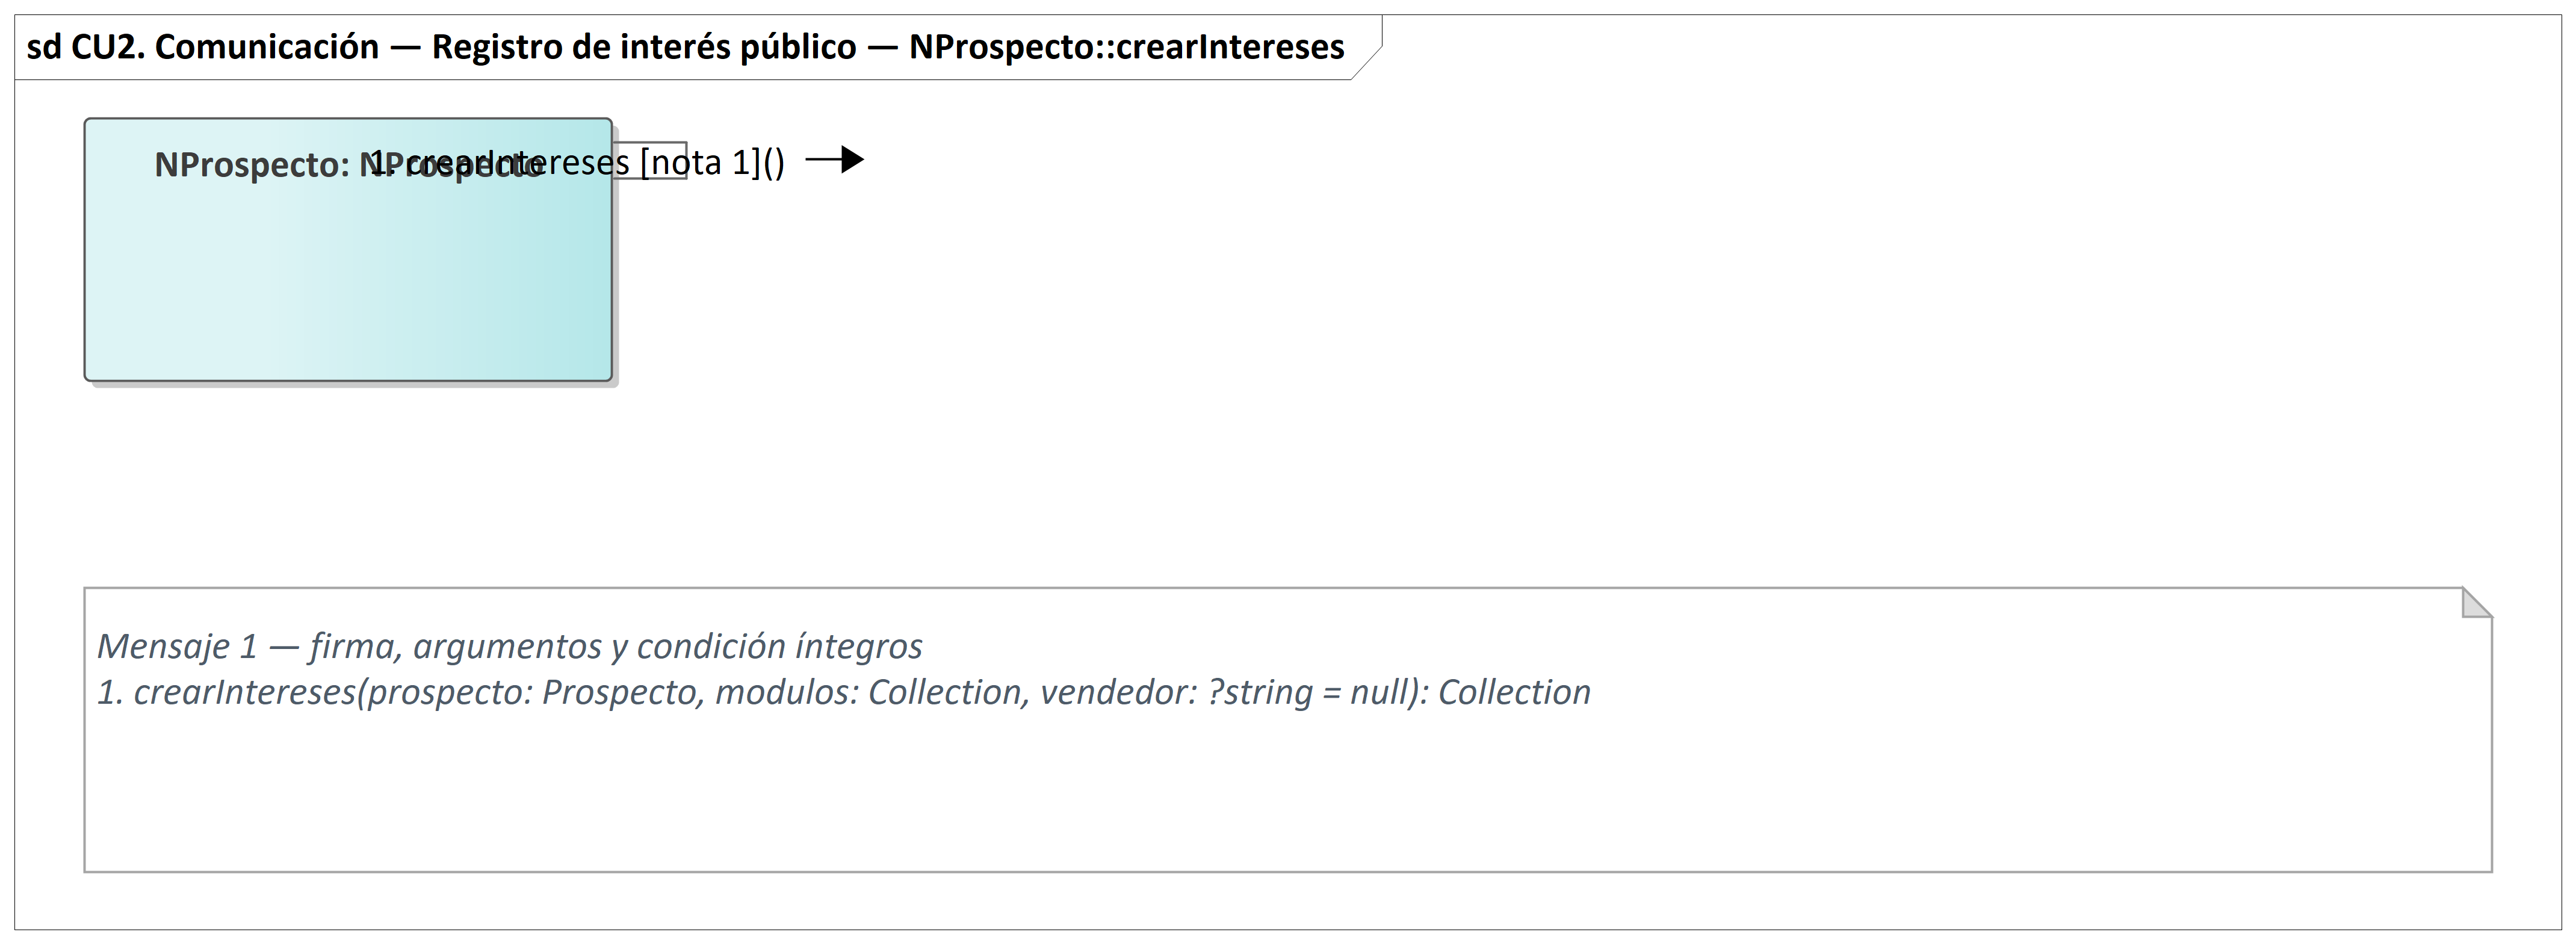 sd CU2. Comunicación — Registro de interés público — NProspecto::crearIntereses
NProspecto: NProspecto
1. crearIntereses [nota 1]()
Mensaje 1 — firma, argumentos y condición íntegros
1. crearIntereses(prospecto: Prospecto, modulos: Collection, vendedor: ?string = null): Collection